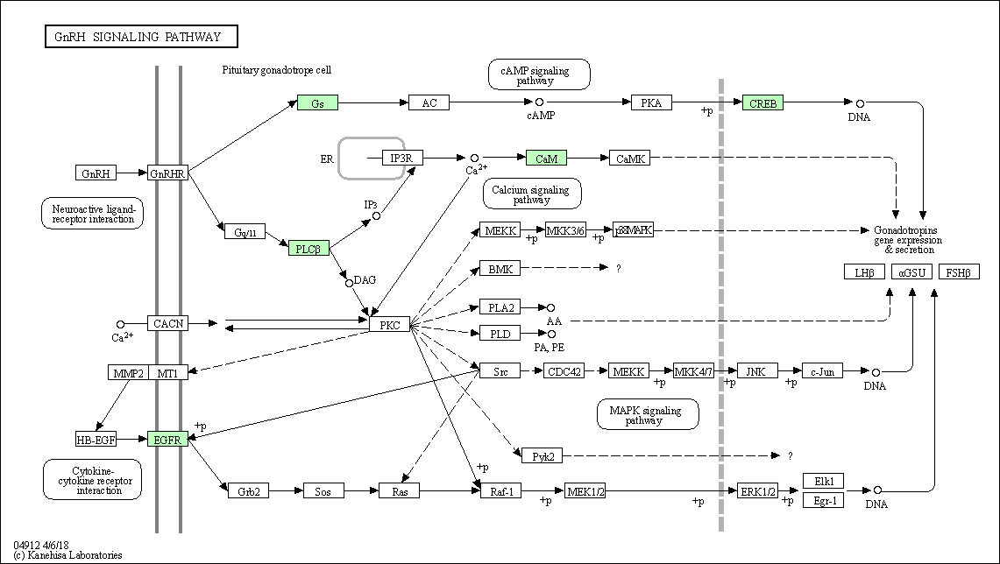 GnRH SIGNALING PATHWAY
Pituitary gonadotrope cell
cAMP signaling
pathway
Gs
AC
cAMP
PKA
+p
CREB
DNA
ER
IP3R
Ca2+
CaM
CaMK
GnRH
GnRHR
Neuroactive ligand-
receptor interaction
Calcium signaling
pathway
IP3
Gq/11
PLCβ
DAG
MEKK
+p
MKK3/6
+p
p38MAPK
Gonadotropins
gene expression
& secretion
LHβ
αGSU
FSHβ
BMK
?
PLA2
AA
PLD
PA, PE
Ca2+
CACN
PKC
MMP2
MT1
Src
CDC42
MEKK
+p
MKK4/7
+p
JNK
+p
c-Jun
DNA
MAPK signaling
pathway
HB-EGF
EGFR
+p
Pyk2
?
Cytokine-
cytokine receptor
interaction
Grb2
Sos
Ras
+p
Raf-1
+p
MEK1/2
+p
ERK1/2
+p
Elk1
Egr-1
DNA
04912 4/6/18
(c) Kanehisa Laboratories